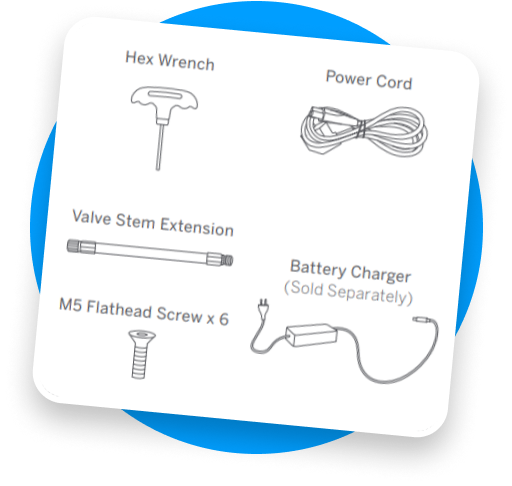 Hex Wrench
Power Cord
Valve Stem Extension
Battery Charger
(Sold Separately)
M5 Flathead Screw x 6